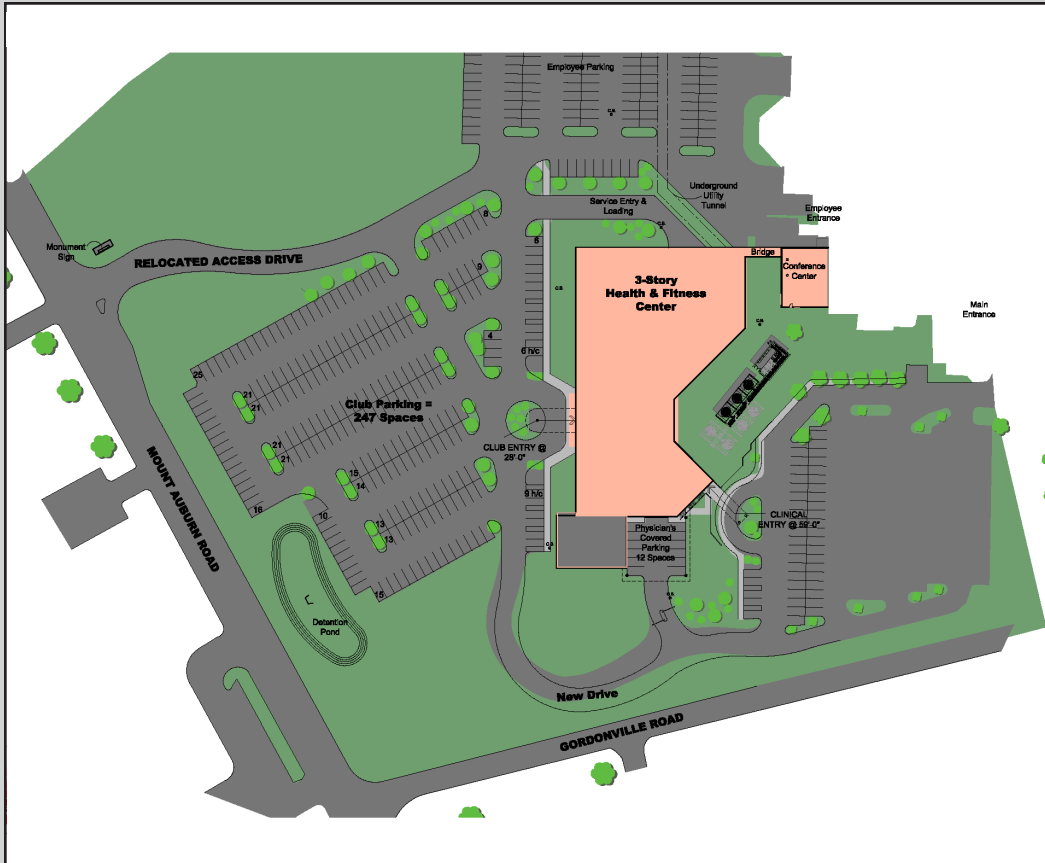 Employee Parking
C.B.
Underground
Utility
Tunnel
Service Entry &
Loading
Employee
Entrance
C.B.
8
6
Monument
Sign
RELOCATED ACCESS DRIVE
Bridge
Conference
Center
9
3-Story
Health & Fitness
Center
C.B.
Main
Entrance
C.B.
4
6 h/c
25
21
21
Club Parking =
247 Spaces
CLUB ENTRY @
28'-0"
21
21
MOUNT AUBURN ROAD
15
14
9 h/c
16
10
13
13
CLINICAL
ENTRY @ 59'-0"
Physician's
Covered
Parking
12 Spaces
C.B.
15
C.B.
Detention
Pond
New Drive
GORDONVILLE ROAD